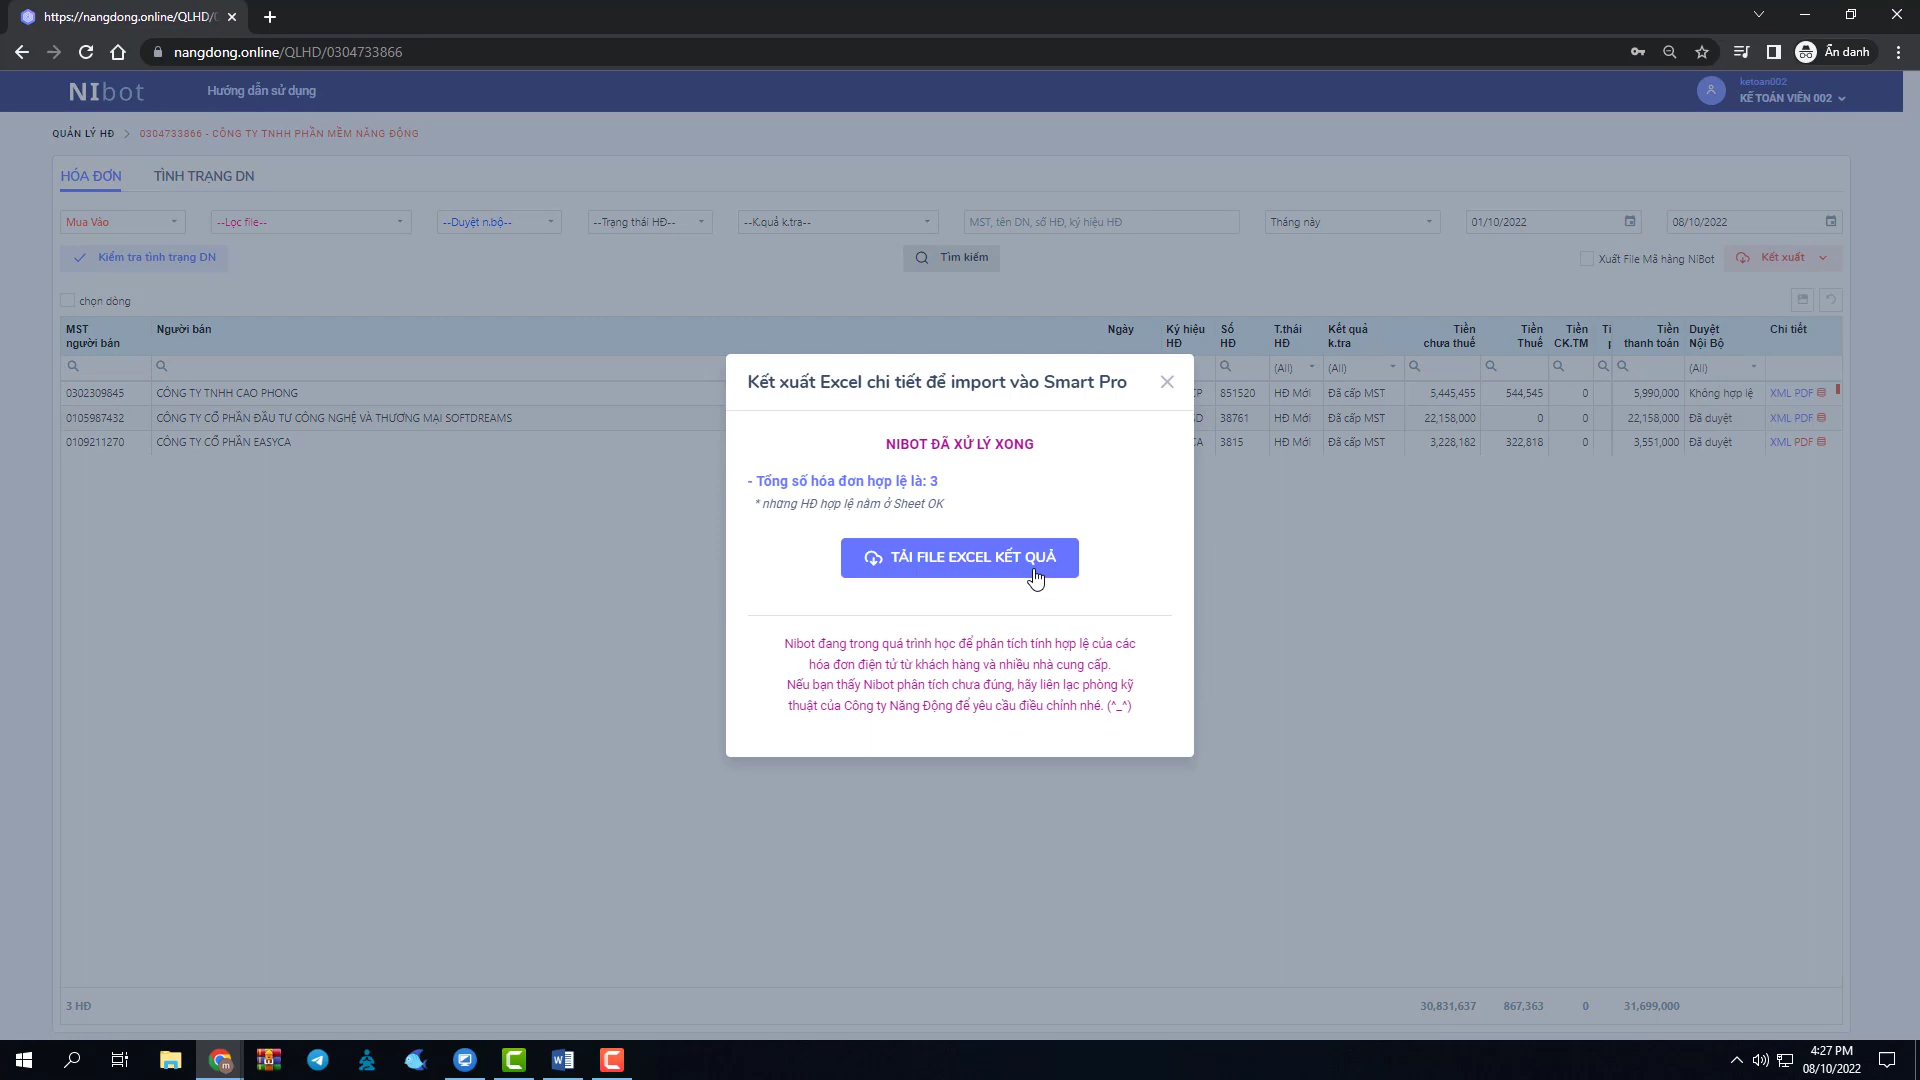 https://nangdong.online/QLHD/0
nangdong.online/QLHD/0304733866
Ẩn danh
NIbot
Hướng dẫn sử dụng
ketoan002
KẾ TOÁN VIÊN 002
QUẢN LÝ HĐ > 0304733866 - CÔNG TY TNHH PHẦN MỀM NĂNG ĐỘNG
HÓA ĐƠN TÌNH TRẠNG DN
Mua Vào --Lọc file-- --Duyệt n.bộ-- --Trạng thái HĐ-- --K.quả k.tra-- MST, tên DN, số HĐ, ký hiệu HĐ Tháng này 01/10/2022 08/10/2022
Kiểm tra tình trạng DN Tìm kiếm Xuất File Mã hàng NiBot Kết xuất
chọn dòng
MST người bán Người bán Ngày Ký hiệu HĐ Số HĐ T.thái HĐ Kết quả k.tra Tiền chưa thuế Tiền Thuế Tiền CK.TM Ti Tiền thanh toán Duyệt Nội Bộ Chi tiết
(All) (All) (All)
0302309845 CÔNG TY TNHH CAO PHONG CP 851520 HĐ Mới Đã cấp MST 5,445,455 544,545 0 5,990,000 Không hợp lệ XML PDF
0105987432 CÔNG TY CỔ PHẦN ĐẦU TƯ CÔNG NGHỆ VÀ THƯƠNG MẠI SOFTDREAMS 38761 HĐ Mới Đã cấp MST 22,158,000 0 0 22,158,000 Đã duyệt XML PDF
0109211270 CÔNG TY CỔ PHẦN EASYCA 3815 HĐ Mới Đã cấp MST 3,228,182 322,818 0 3,551,000 Đã duyệt XML PDF
Kết xuất Excel chi tiết để import vào Smart Pro
NIBOT ĐÃ XỬ LÝ XONG
- Tổng số hóa đơn hợp lệ là: 3
* những HĐ hợp lệ nằm ở Sheet OK
TẢI FILE EXCEL KẾT QUẢ
Nibot đang trong quá trình học để phân tích tính hợp lệ của các
hóa đơn điện tử từ khách hàng và nhiều nhà cung cấp.
Nếu bạn thấy Nibot phân tích chưa đúng, hãy liên lạc phòng kỹ
thuật của Công ty Năng Động để yêu cầu điều chỉnh nhé. (^_^)
3 HĐ 30,831,637 867,363 0 31,699,000
4:27 PM
08/10/2022